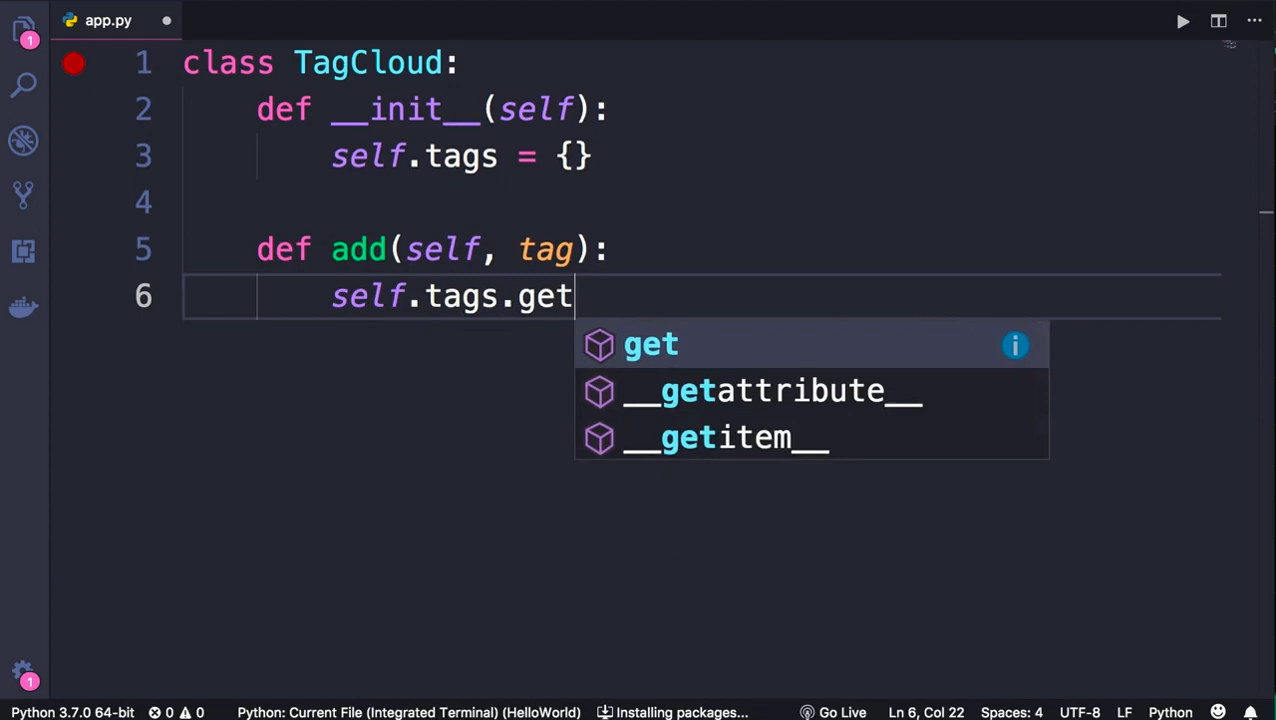 app.py
1 class TagCloud:
2 def __init__(self):
3 self.tags = {}
4
5 def add(self, tag):
6 self.tags.get
get
__getattribute__
__getitem__
1
1
Python 3.7.0 64-bit 0 0 Python: Current File (Integrated Terminal) (HelloWorld) Installing packages... Go Live Ln 6, Col 22 Spaces: 4 UTF-8 LF Python